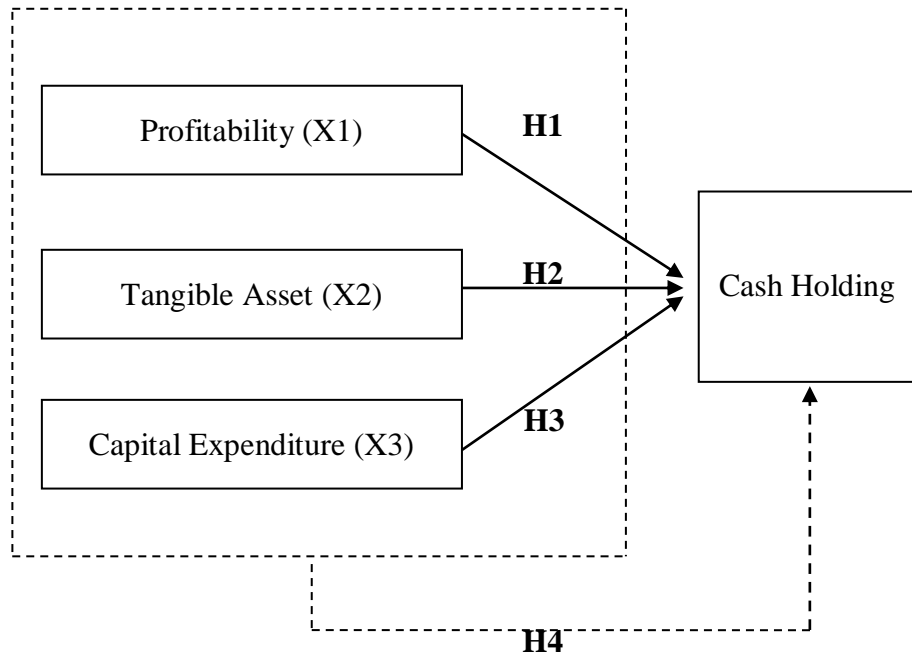 Profitability (X1)
H1
Tangible Asset (X2)
H2
Cash Holding
Capital Expenditure (X3)
H3
H4